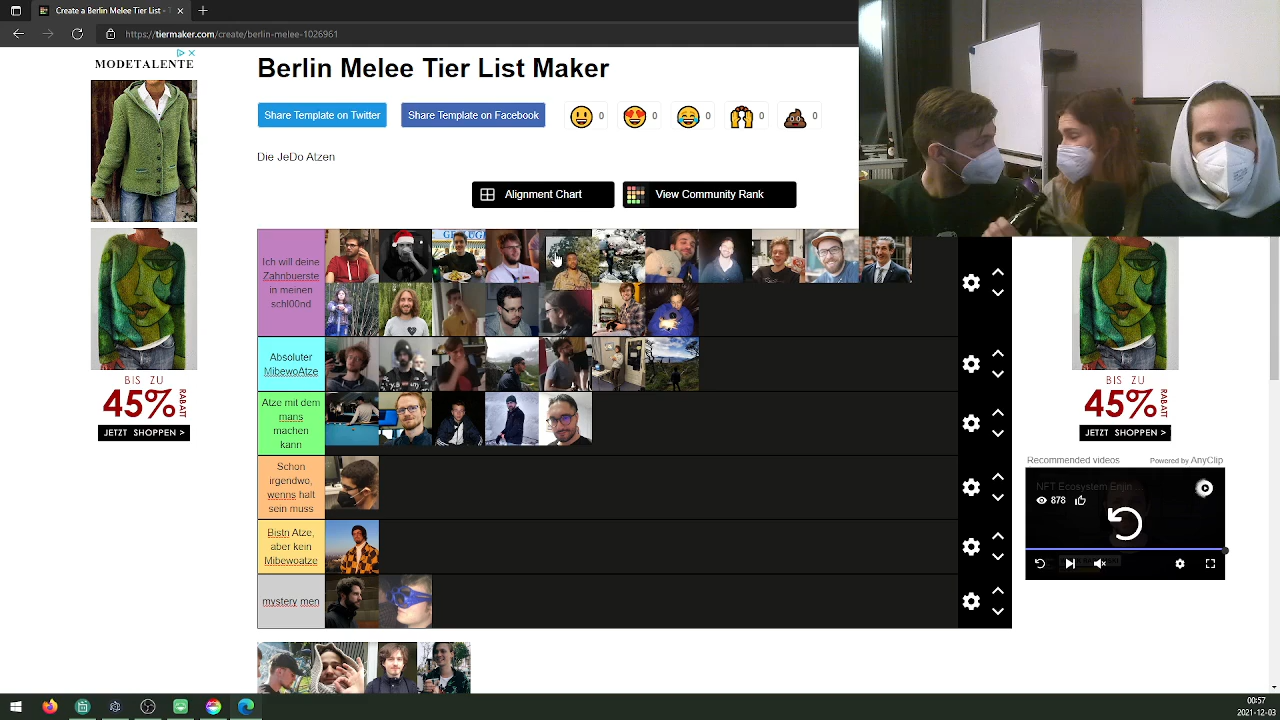 Create a Berlin Melee Tier List -
https://tiermaker.com/create/berlin-melee-1026961
MODETALENTE
Berlin Melee Tier List Maker
Share Template on Twitter
Share Template on Facebook
0
0
0
0
0
Die JeDo Atzen
Alignment Chart
View Community Rank
Ich will deine
Zahnbuerste
in meinen
schl00nd
Absoluter
MibewoAtze
Atze mit dem
mans
machen
kann
Schon
irgendwo,
wenns halt
sein muss
Bistn Atze,
aber kein
Mibewoatze
mystery men
BIS ZU
45%
RABATT
JETZT SHOPPEN >
BIS ZU
45%
RABATT
JETZT SHOPPEN >
Recommended videos
Powered by AnyClip
NFT Ecosystem Enjin
878
00:57
2021-12-03